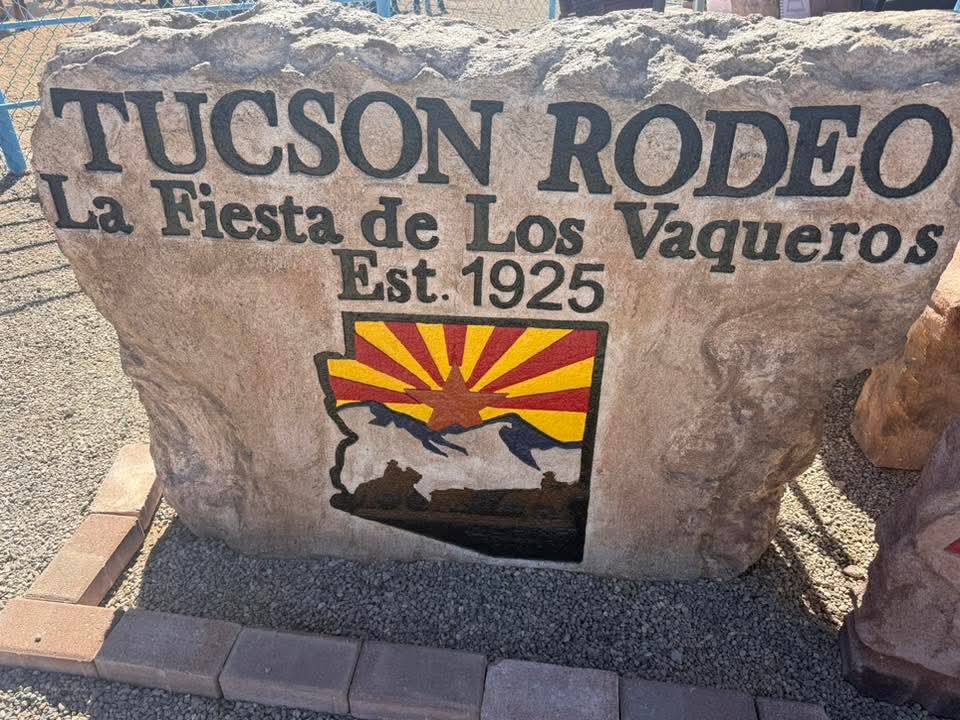 TUCSON RODEO
La Fiesta de Los Vaqueros
Est. 1925